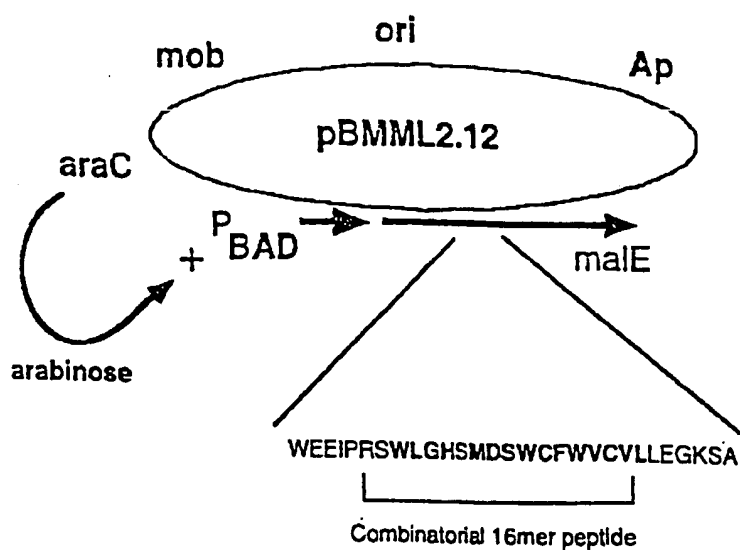 ori
mob
Ap
pBMML2.12
araC
+
P
BAD
malE
arabinose
WEEIPRSWLGHSMDSWCFWVCVLLEGKSA
Combinatorial 16mer peptide